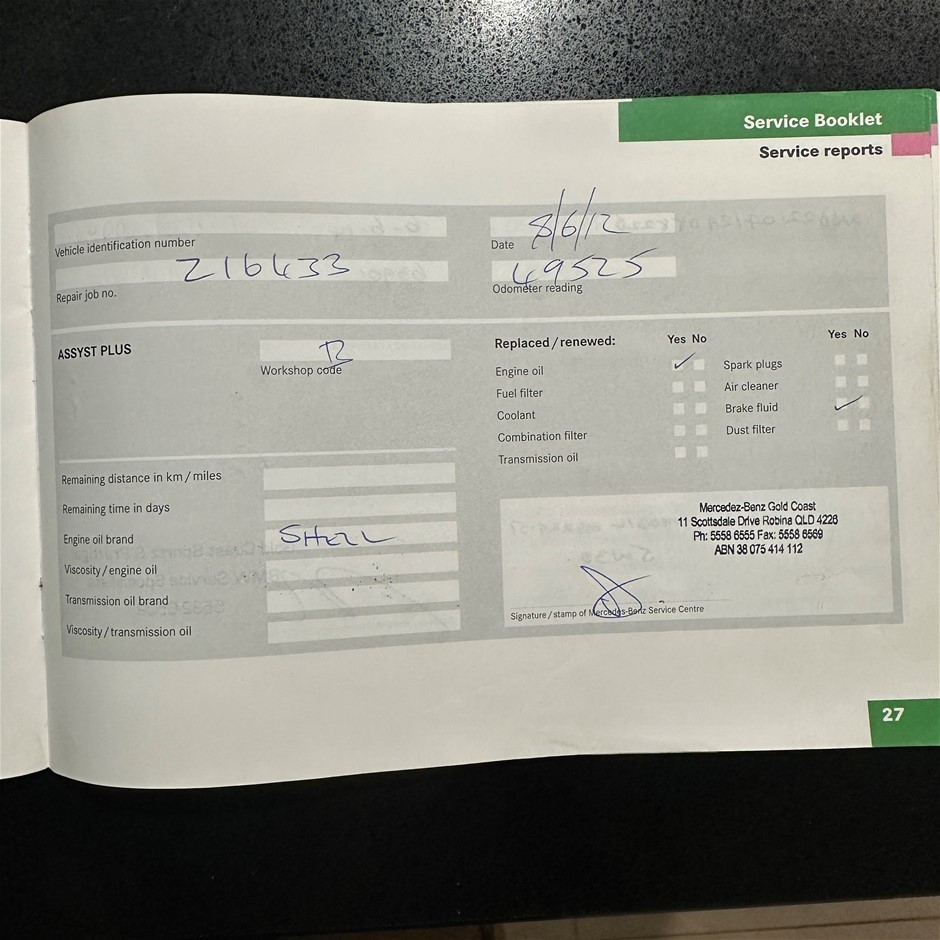 Service Booklet
Service reports
8/6/12
Vehicle identification number
Date
216433
49525
Repair job no.
Odometer reading
ASSYST PLUS
B
Workshop code
Replaced / renewed:
Yes No
Yes No
Engine oil
Spark plugs
Fuel filter
Air cleaner
Coolant
Brake fluid
Combination filter
Dust filter
Transmission oil
Remaining distance in km / miles
Remaining time in days
Engine oil brand
SHELL
Viscosity / engine oil
Transmission oil brand
Viscosity / transmission oil
Mercedez-Benz Gold Coast
11 Scottsdale Drive Robina QLD 4226
Ph: 5558 6555 Fax: 5558 6569
ABN 38 075 414 112
Signature / stamp of Mercedes-Benz Service Centre
27